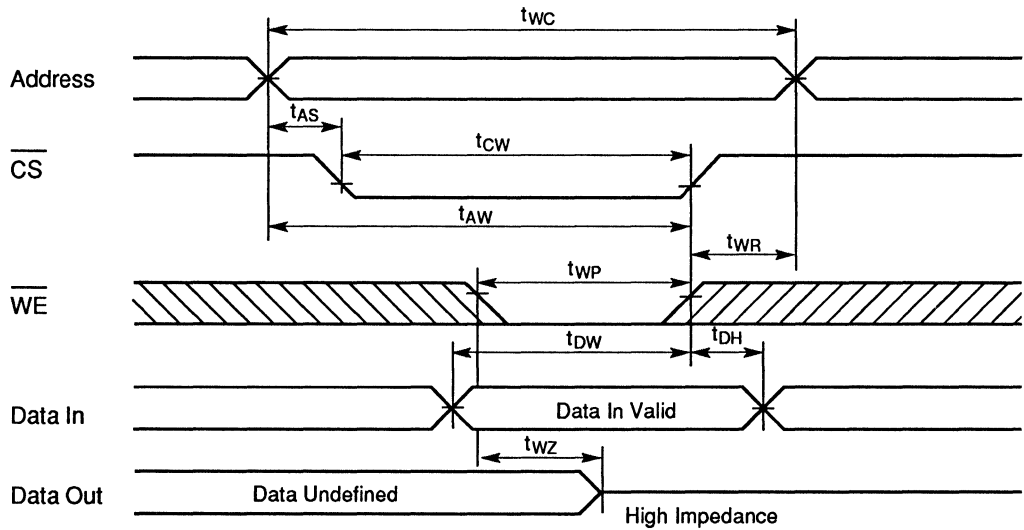 tWC
Address
tAS
CS
tCW
tAW
tWR
WE
tWP
tDW
tDH
Data In
Data In Valid
tWZ
Data Out
Data Undefined
High Impedance